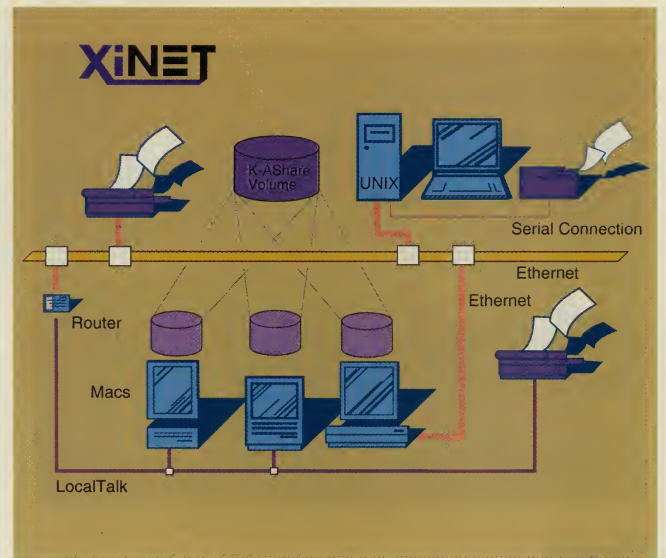 XiNET
K-AShare
Volume
UNIX
Serial Connection
Ethernet
Ethernet
Router
Macs
LocalTalk